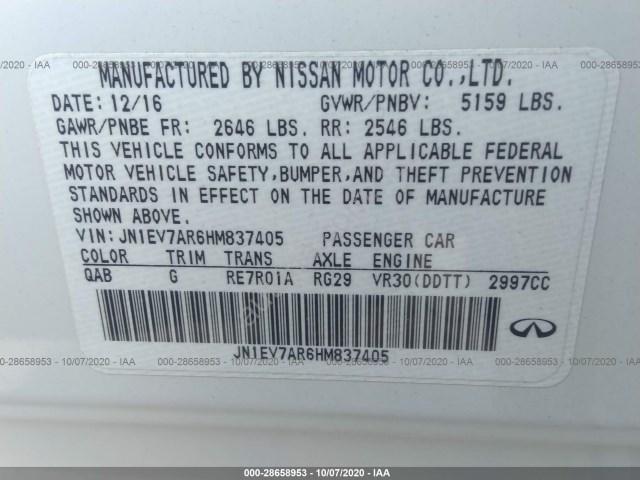 MANUFACTURED BY NISSAN MOTOR CO.,LTD.
DATE: 12/16 GVWR/PNBV: 5159 LBS.
GAWR/PNBE FR: 2646 LBS. RR: 2546 LBS.
THIS VEHICLE CONFORMS TO ALL APPLICABLE FEDERAL
MOTOR VEHICLE SAFETY,BUMPER,AND THEFT PREVENTION
STANDARDS IN EFFECT ON THE DATE OF MANUFACTURE
SHOWN ABOVE.
VIN:JN1EV7AR6HM837405 PASSENGER CAR
COLOR TRIM TRANS AXLE ENGINE
QAB G RE7R01A RG29 VR30(DDTT) 2997CC
JN1EV7AR6HM837405
000-28658953 - 10/07/2020 - IAA